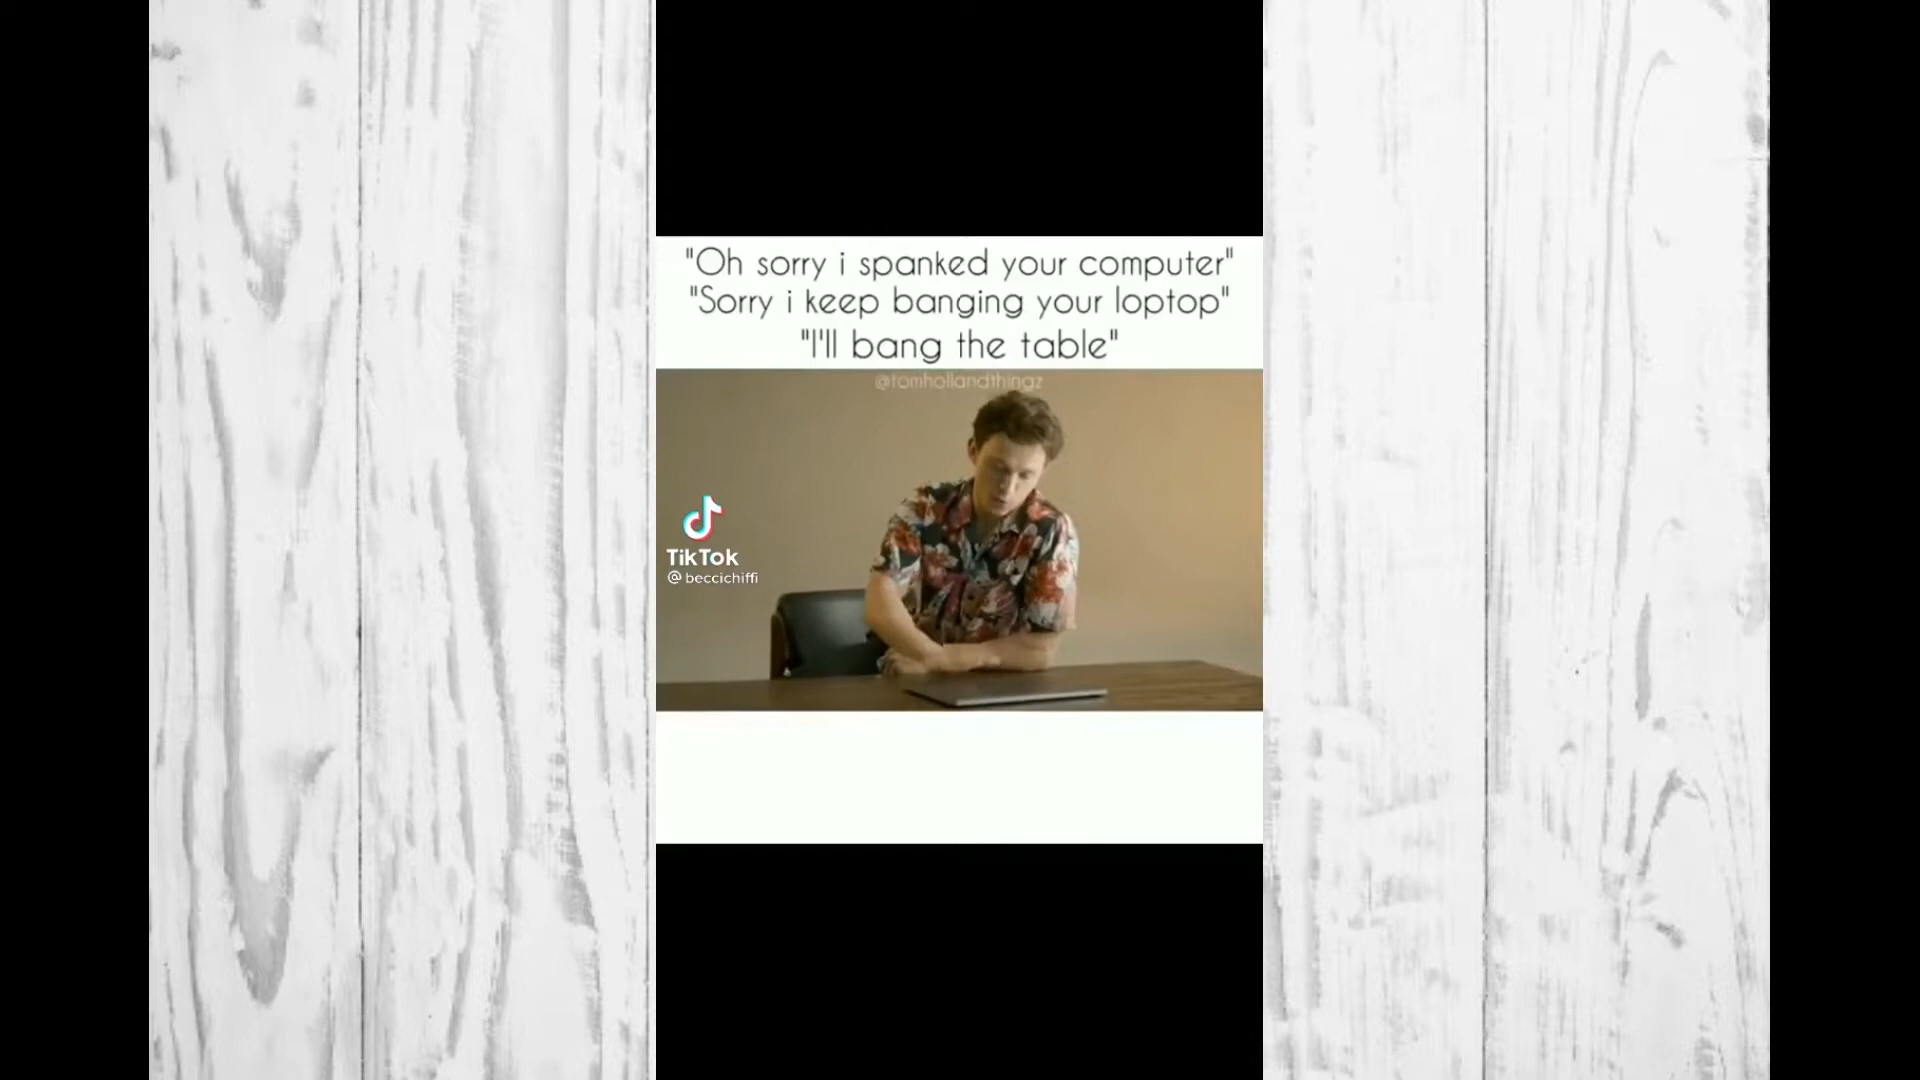 "Oh sorry i spanked your computer"
"Sorry i keep banging your loptop"
"I'll bang the table"
@tomhollandthingz
TikTok
@beccichiffi